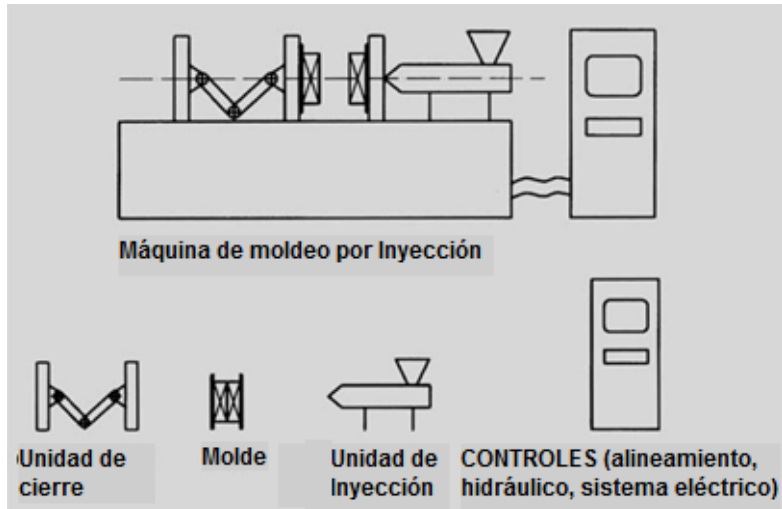 Máquina de moldeo por Inyección
Unidad de
cierre
Molde
Unidad de
Inyección
CONTROLES (alineamiento,
hidráulico, sistema eléctrico)